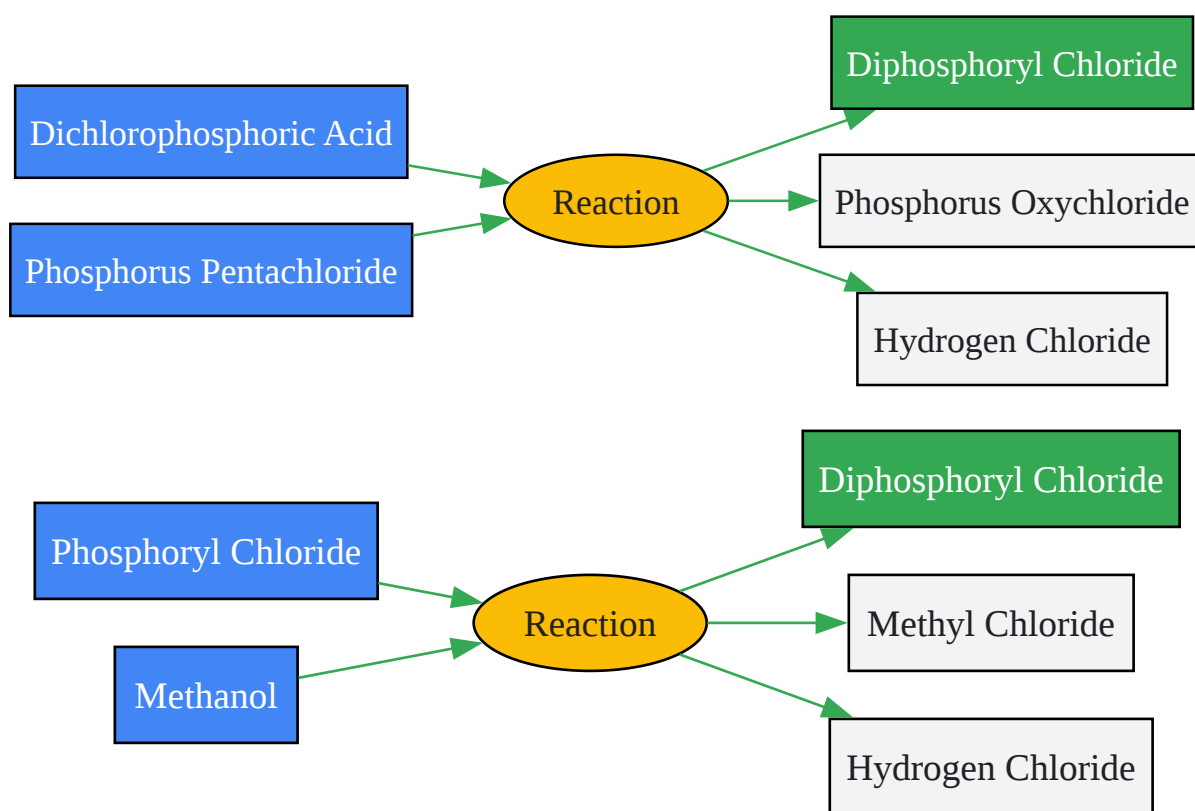 Dichlorophosphoric Acid
Phosphorus Pentachloride
Reaction
Diphosphoryl Chloride
Phosphorus Oxychloride
Hydrogen Chloride
Phosphoryl Chloride
Methanol
Reaction
Diphosphoryl Chloride
Methyl Chloride
Hydrogen Chloride